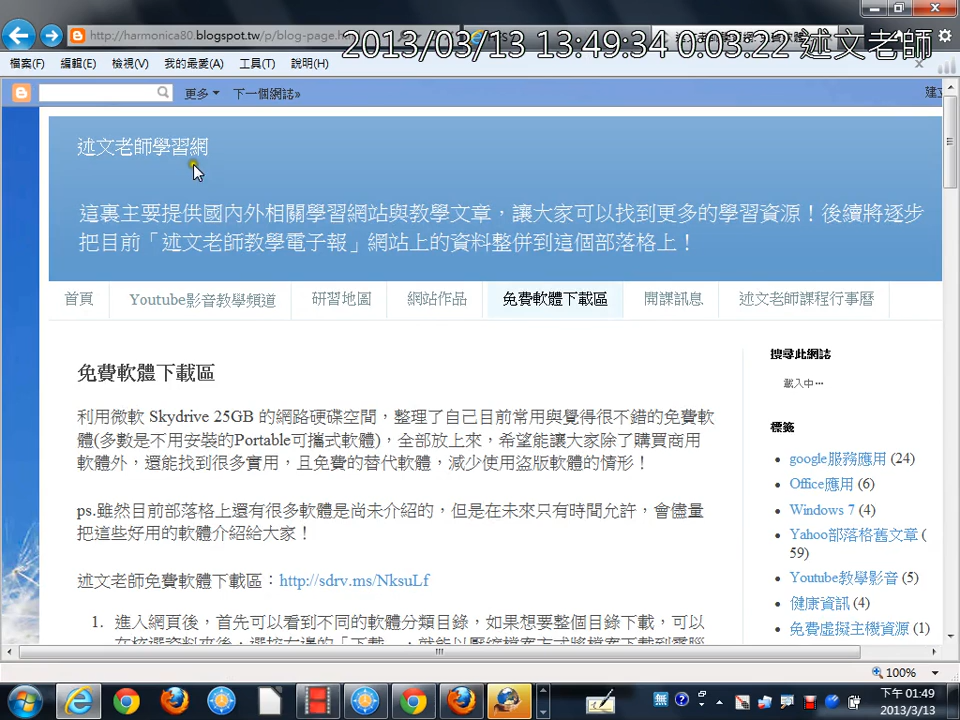 http://harmonica80.blogspot.tw/p/blog-page.h
2013/03/13 13:49:34 0:03:22 述文老師
檔案(F) 編輯(E) 檢視(V) 我的最愛(A) 工具(T) 說明(H)
更多 下一個網誌»
述文老師學習網
這裏主要提供國內外相關學習網站與教學文章，讓大家可以找到更多的學習資源！後續將逐步
把目前「述文老師教學電子報」網站上的資料整併到這個部落格上！
首頁 Youtube影音教學頻道 研習地圖 網站作品 免費軟體下載區 開課訊息 述文老師課程行事曆
免費軟體下載區
利用微軟 Skydrive 25GB 的網路硬碟空間，整理了自己目前常用與覺得很不錯的免費軟
體(多數是不用安裝的Portable可攜式軟體)，全部放上來，希望能讓大家除了購買商用
軟體外，還能找到很多實用，且免費的替代軟體，減少使用盜版軟體的情形！
ps.雖然目前部落格上還有很多軟體是尚未介紹的，但是在未來只有時間允許，會儘量
把這些好用的軟體介紹給大家！
述文老師免費軟體下載區：http://sdrv.ms/NksuLf
1. 進入網頁後，首先可以看到不同的軟體分類目錄，如果想要整個目錄下載，可以
搜尋此網誌
載入中…
標籤
google服務應用 (24)
Office應用 (6)
Windows 7 (4)
Yahoo部落格舊文章 (
59)
Youtube教學影音 (5)
健康資訊 (4)
免費虛擬主機資源 (1)
100%
下午 01:49
2013/3/13